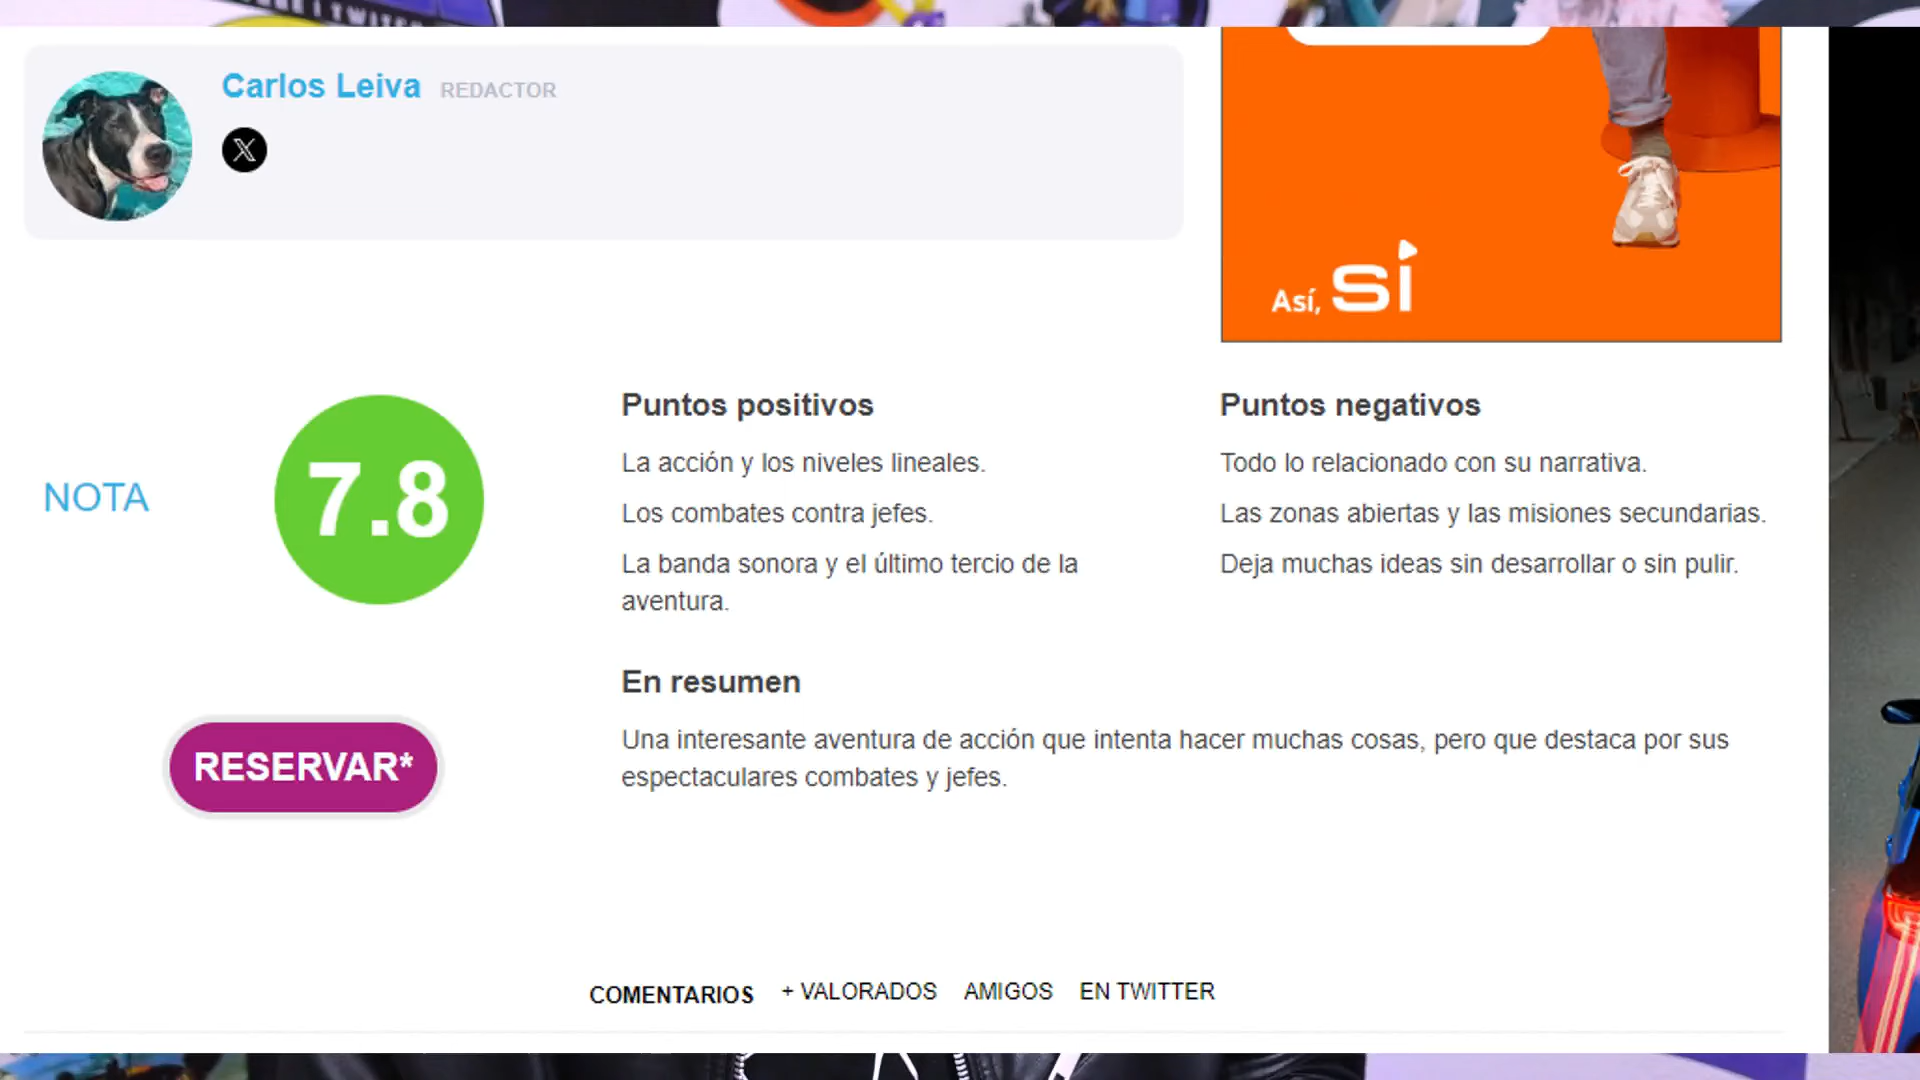 Carlos Leiva REDACTOR
Así, SÍ
NOTA
7.8
RESERVAR*
Puntos positivos
La acción y los niveles lineales.
Los combates contra jefes.
La banda sonora y el último tercio de la
aventura.
Puntos negativos
Todo lo relacionado con su narrativa.
Las zonas abiertas y las misiones secundarias.
Deja muchas ideas sin desarrollar o sin pulir.
En resumen
Una interesante aventura de acción que intenta hacer muchas cosas, pero que destaca por sus
espectaculares combates y jefes.
COMENTARIOS + VALORADOS AMIGOS EN TWITTER